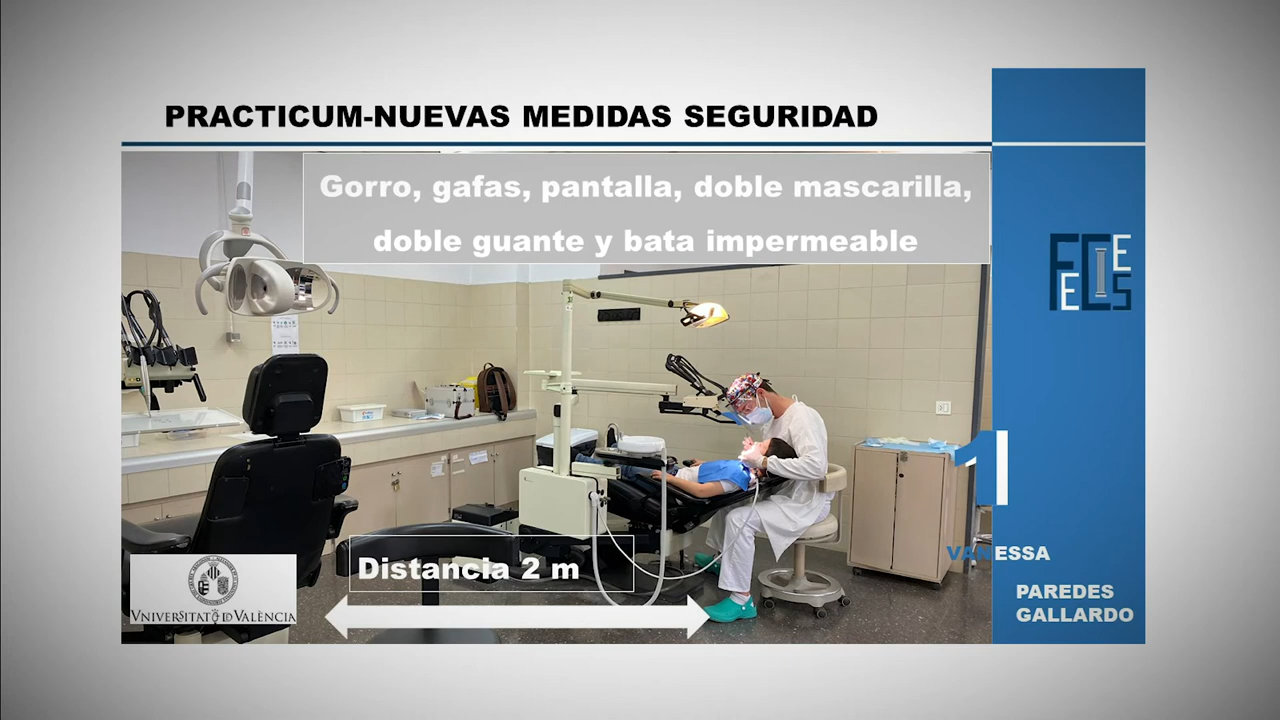 PRACTICUM-NUEVAS MEDIDAS SEGURIDAD
Gorro, gafas, pantalla, doble mascarilla,
doble guante y bata impermeable
1
VANESSA
PAREDES
GALLARDO
Distancia 2 m
VNIVERSITAT ID VALÈNCIA